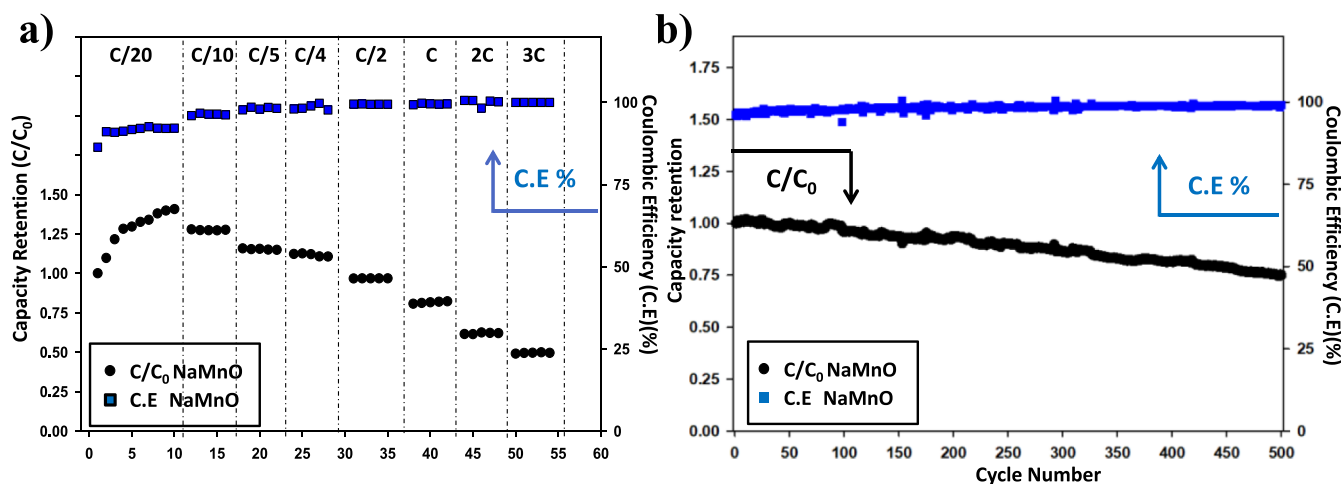 a)
C/20 C/10 C/5 C/4 C/2 C 2C 3C
Capacity Retention (C/C0)
1.50
1.25
1.00
0.75
0.50
0.25
0.00
C.E %
C/C0 NaMnO
C.E NaMnO
100
75
50
25
0
Coulombic Efficiency (C.E)(%)
0 5 10 15 20 25 30 35 40 45 50 55 60
b)
Capacity retention
1.75
1.50
1.25
1.00
0.75
0.50
0.25
0.00
C/C0
C.E %
C/C0 NaMnO
C.E NaMnO
100
75
50
25
0
Coulombic Efficiency (C.E)(%)
0 50 100 150 200 250 300 350 400 450 500
Cycle Number